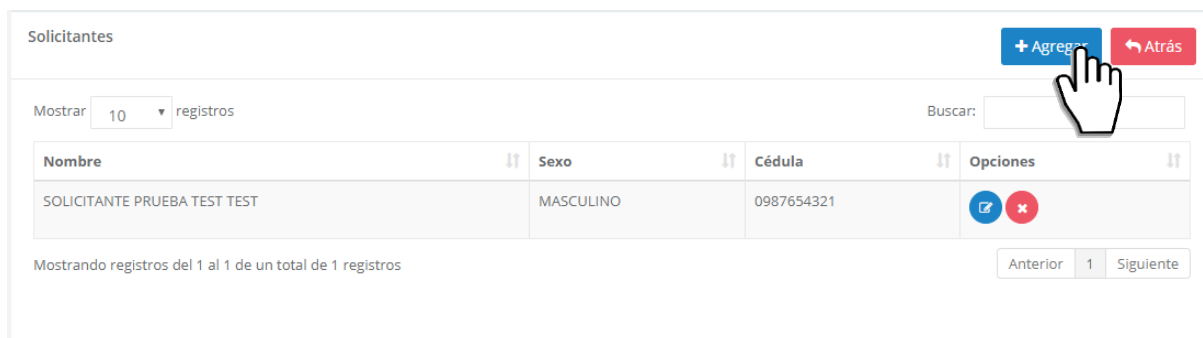 Solicitantes
Agregar Atrás
Mostrar 10 registros Buscar:
Nombre Sexo Cédula Opciones
SOLICITANTE PRUEBA TEST TEST MASCULINO 0987654321
Mostrando registros del 1 al 1 de un total de 1 registros Anterior 1 Siguiente